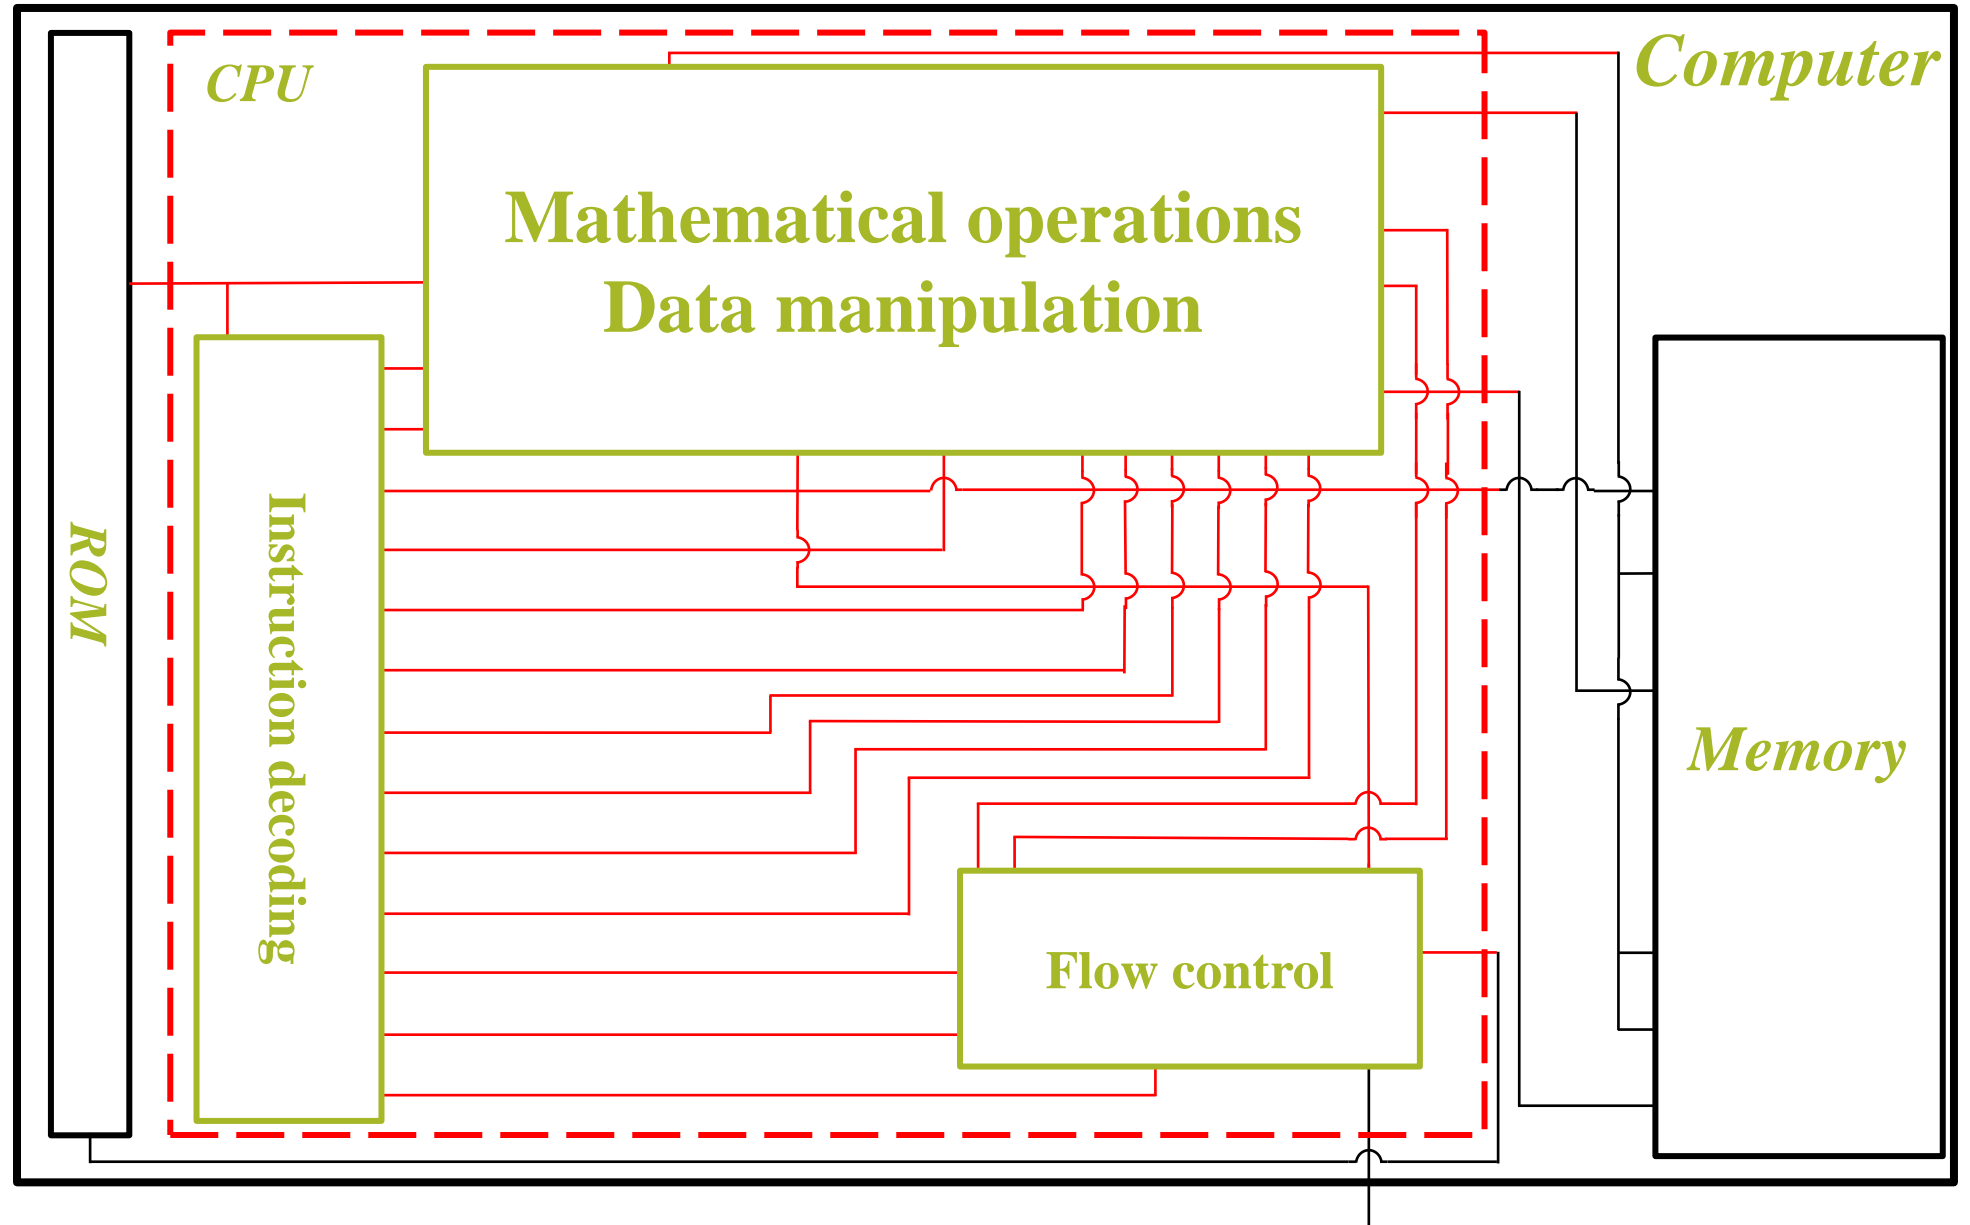 Computer
CPU
Mathematical operations
Data manipulation
ROM
Instruction decoding
Memory
Flow control